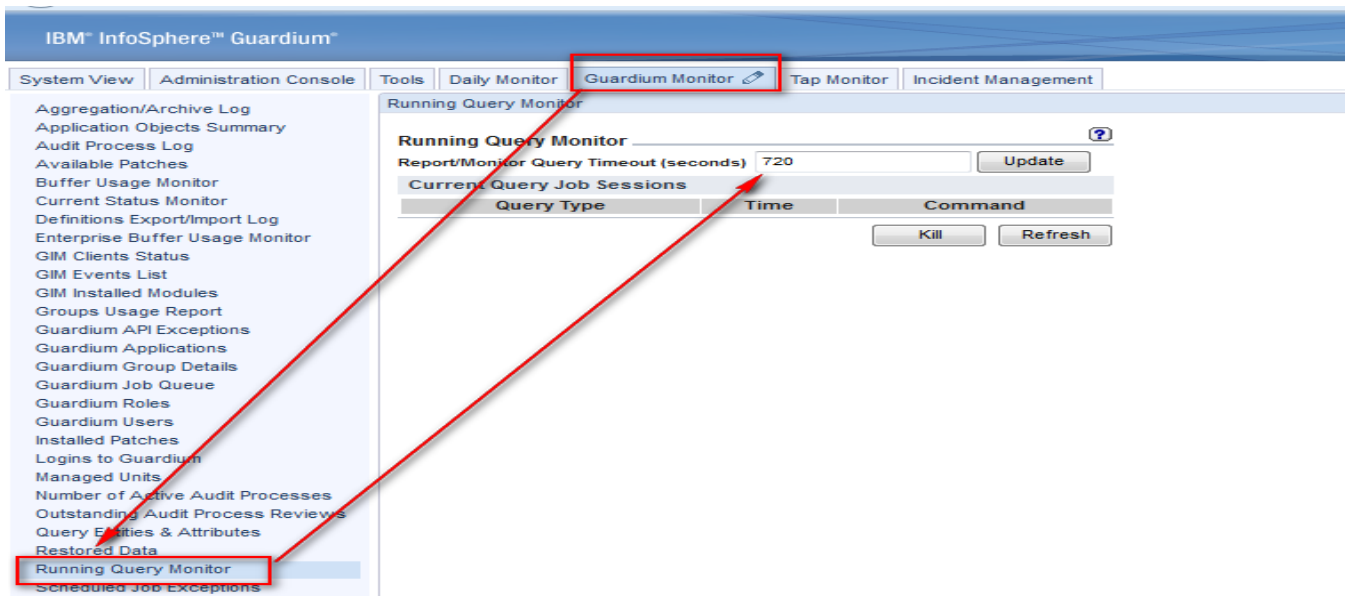 IBM® InfoSphere™ Guardium®
System View Administration Console Tools Daily Monitor Guardium Monitor Tap Monitor Incident Management
Aggregation/Archive Log
Application Objects Summary
Audit Process Log
Available Patches
Buffer Usage Monitor
Current Status Monitor
Definitions Export/Import Log
Enterprise Buffer Usage Monitor
GIM Clients Status
GIM Events List
GIM Installed Modules
Groups Usage Report
Guardium API Exceptions
Guardium Applications
Guardium Group Details
Guardium Job Queue
Guardium Roles
Guardium Users
Installed Patches
Logins to Guardium
Managed Units
Number of Active Audit Processes
Outstanding Audit Process Reviews
Query Entities & Attributes
Restored Data
Running Query Monitor
Scheduled Job Exceptions
Running Query Monitor
Running Query Monitor ?
Report/Monitor Query Timeout (seconds) 720 Update
Current Query Job Sessions
Query Type Time Command
Kill Refresh